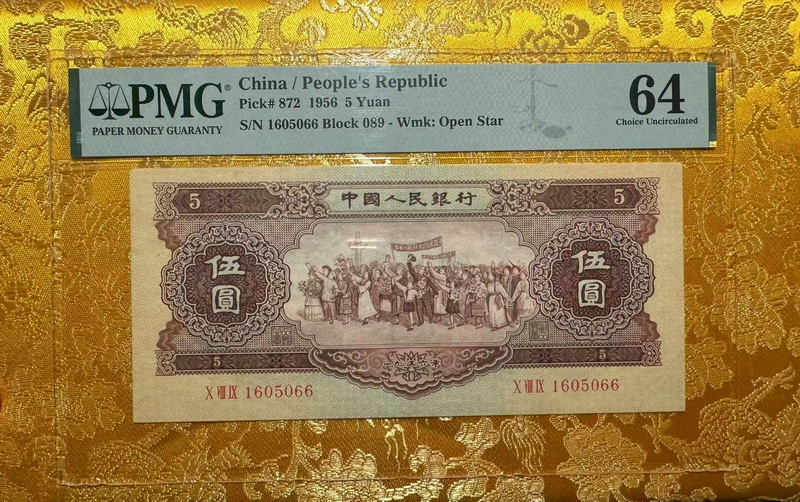 PMG
PAPER MONEY GUARANTY
China / People's Republic
Pick# 872 1956 5 Yuan
S/N 1605066 Block 089 - Wmk: Open Star
64
Choice Uncirculated
5 中國人民銀行 5
伍圓 伍圓
5 5
X VIII IX 1605066 X VIII IX 1605066